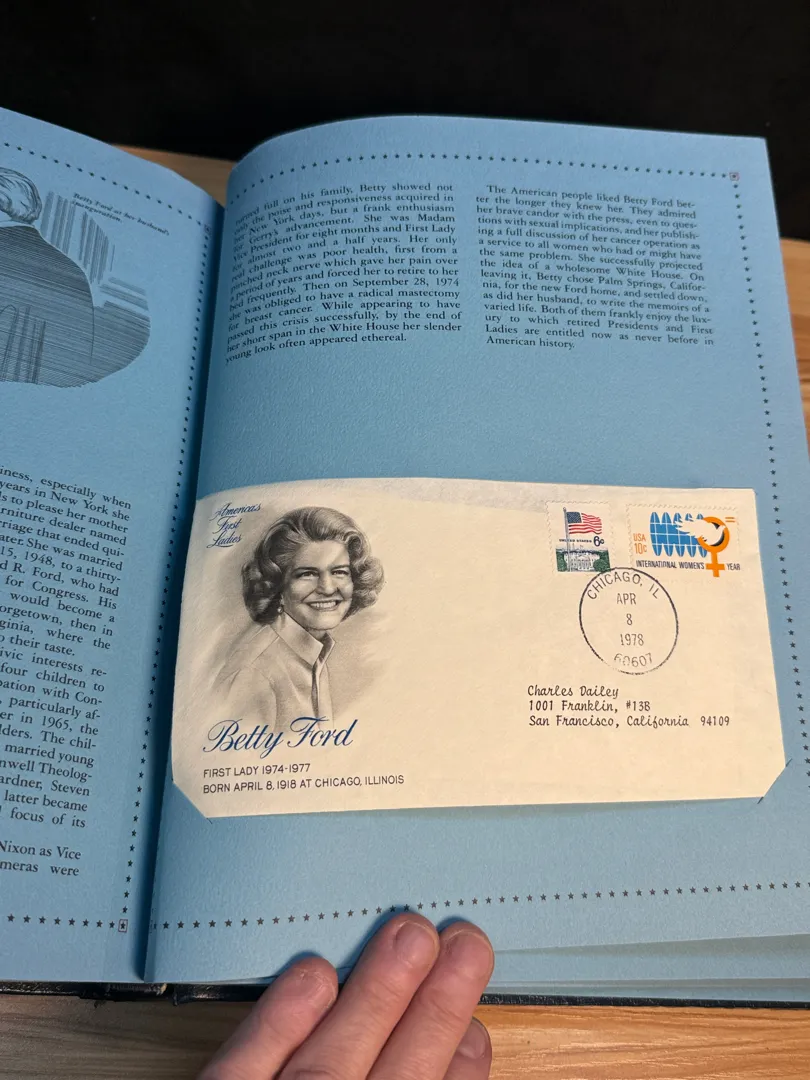 Betty Ford at her husband's
inauguration.
iness, especially when
years in New York she
ls to please her mother
rniture dealer named
rriage that ended qui-
ater. She was married
15, 1948, to a thirty-
d R. Ford, who had
for Congress. His
would become a
orgetown, then in
ginia, where the
o their taste.
ivic interests re-
four children to
pation with Con-
, particularly af-
er in 1965, the
lders. The chil-
married young
nwell Theolog-
ardner, Steven
latter became
l focus of its
Nixon as Vice
meras were
turned full on his family, Betty showed not
only the poise and responsiveness acquired in
her New York days, but a frank enthusiasm
for Gerry's advancement. She was Madam
Vice President for eight months and First Lady
for almost two and a half years. Her only
real challenge was poor health, first from a
pinched neck nerve which gave her pain over
a period of years and forced her to retire to her
bed frequently. Then on September 28, 1974
she was obliged to have a radical mastectomy
for breast cancer. While appearing to have
passed this crisis successfully, by the end of
her short span in the White House her slender
young look often appeared ethereal.
The American people liked Betty Ford bet-
ter the longer they knew her. They admired
her brave candor with the press, even to ques-
tions with sexual implications, and her publish-
ing a full discussion of her cancer operation as
a service to all women who had or might have
the same problem. She successfully projected
the idea of a wholesome White House. On
leaving it, Betty chose Palm Springs, Califor-
nia, for the new Ford home, and settled down,
as did her husband, to write the memoirs of a
varied life. Both of them frankly enjoy the lux-
ury to which retired Presidents and First
Ladies are entitled now as never before in
American history.
America's
First
Ladies
UNITED STATES 6c
USA
10c
INTERNATIONAL WOMEN'S YEAR
CHICAGO, IL
APR
8
1978
60607
Charles Dailey
1001 Franklin, #13B
San Francisco, California 94109
Betty Ford
FIRST LADY 1974-1977
BORN APRIL 8, 1918 AT CHICAGO, ILLINOIS